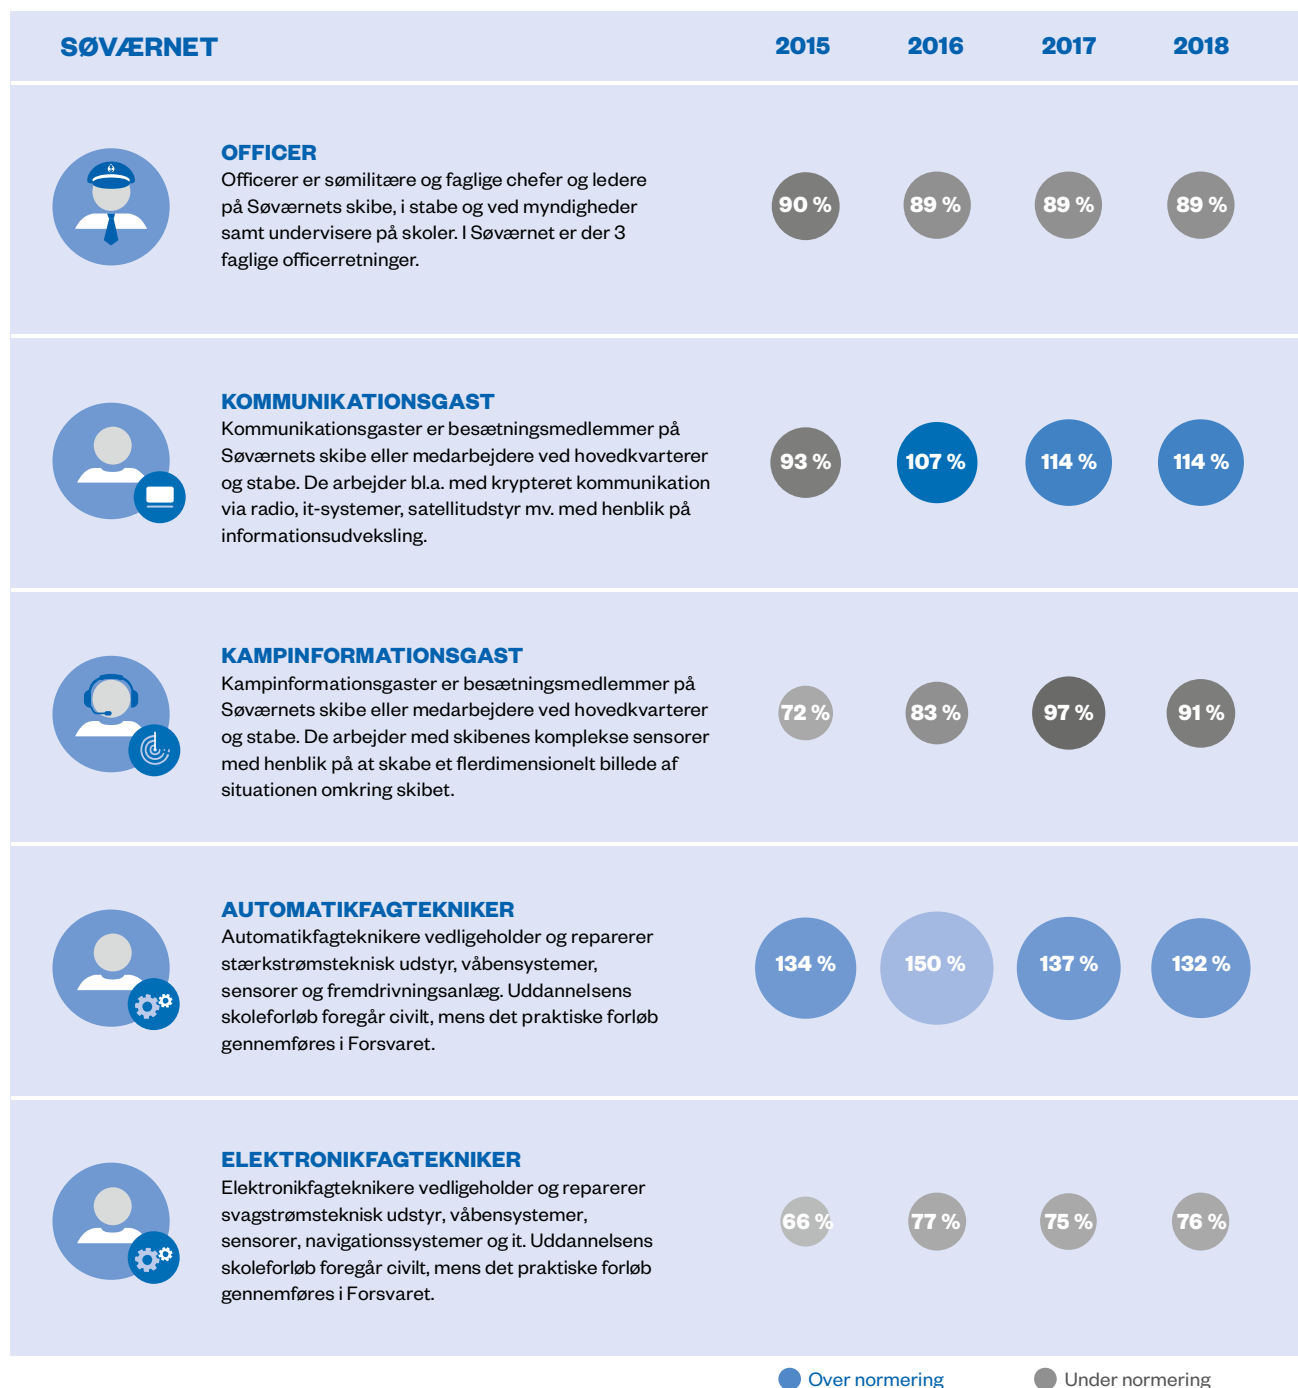 SØVÆRNET 2015 2016 2017 2018
OFFICER
Officerer er sømilitære og faglige chefer og ledere
på Søværnets skibe, i stabe og ved myndigheder
samt undervisere på skoler. I Søværnet er der 3
faglige officerretninger.
90 % 89 % 89 % 89 %
KOMMUNIKATIONSGAST
Kommunikationsgaster er besætningsmedlemmer på
Søværnets skibe eller medarbejdere ved hovedkvarterer
og stabe. De arbejder bl.a. med krypteret kommunikation
via radio, it-systemer, satellitudstyr mv. med henblik på
informationsudveksling.
93 % 107 % 114 % 114 %
KAMPINFORMATIONSGAST
Kampinformationsgaster er besætningsmedlemmer på
Søværnets skibe eller medarbejdere ved hovedkvarterer
og stabe. De arbejder med skibenes komplekse sensorer
med henblik på at skabe et flerdimensionelt billede af
situationen omkring skibet.
72 % 83 % 97 % 91 %
AUTOMATIKFAGTEKNIKER
Automatikfagteknikere vedligeholder og reparerer
stærkstrømsteknisk udstyr, våbensystemer,
sensorer og fremdrivningsanlæg. Uddannelsens
skoleforløb foregår civilt, mens det praktiske forløb
gennemføres i Forsvaret.
134 % 150 % 137 % 132 %
ELEKTRONIKFAGTEKNIKER
Elektronikfagteknikere vedligeholder og reparerer
svagstrømsteknisk udstyr, våbensystemer,
sensorer, navigationssystemer og it. Uddannelsens
skoleforløb foregår civilt, mens det praktiske forløb
gennemføres i Forsvaret.
66 % 77 % 75 % 76 %
Over normering Under normering